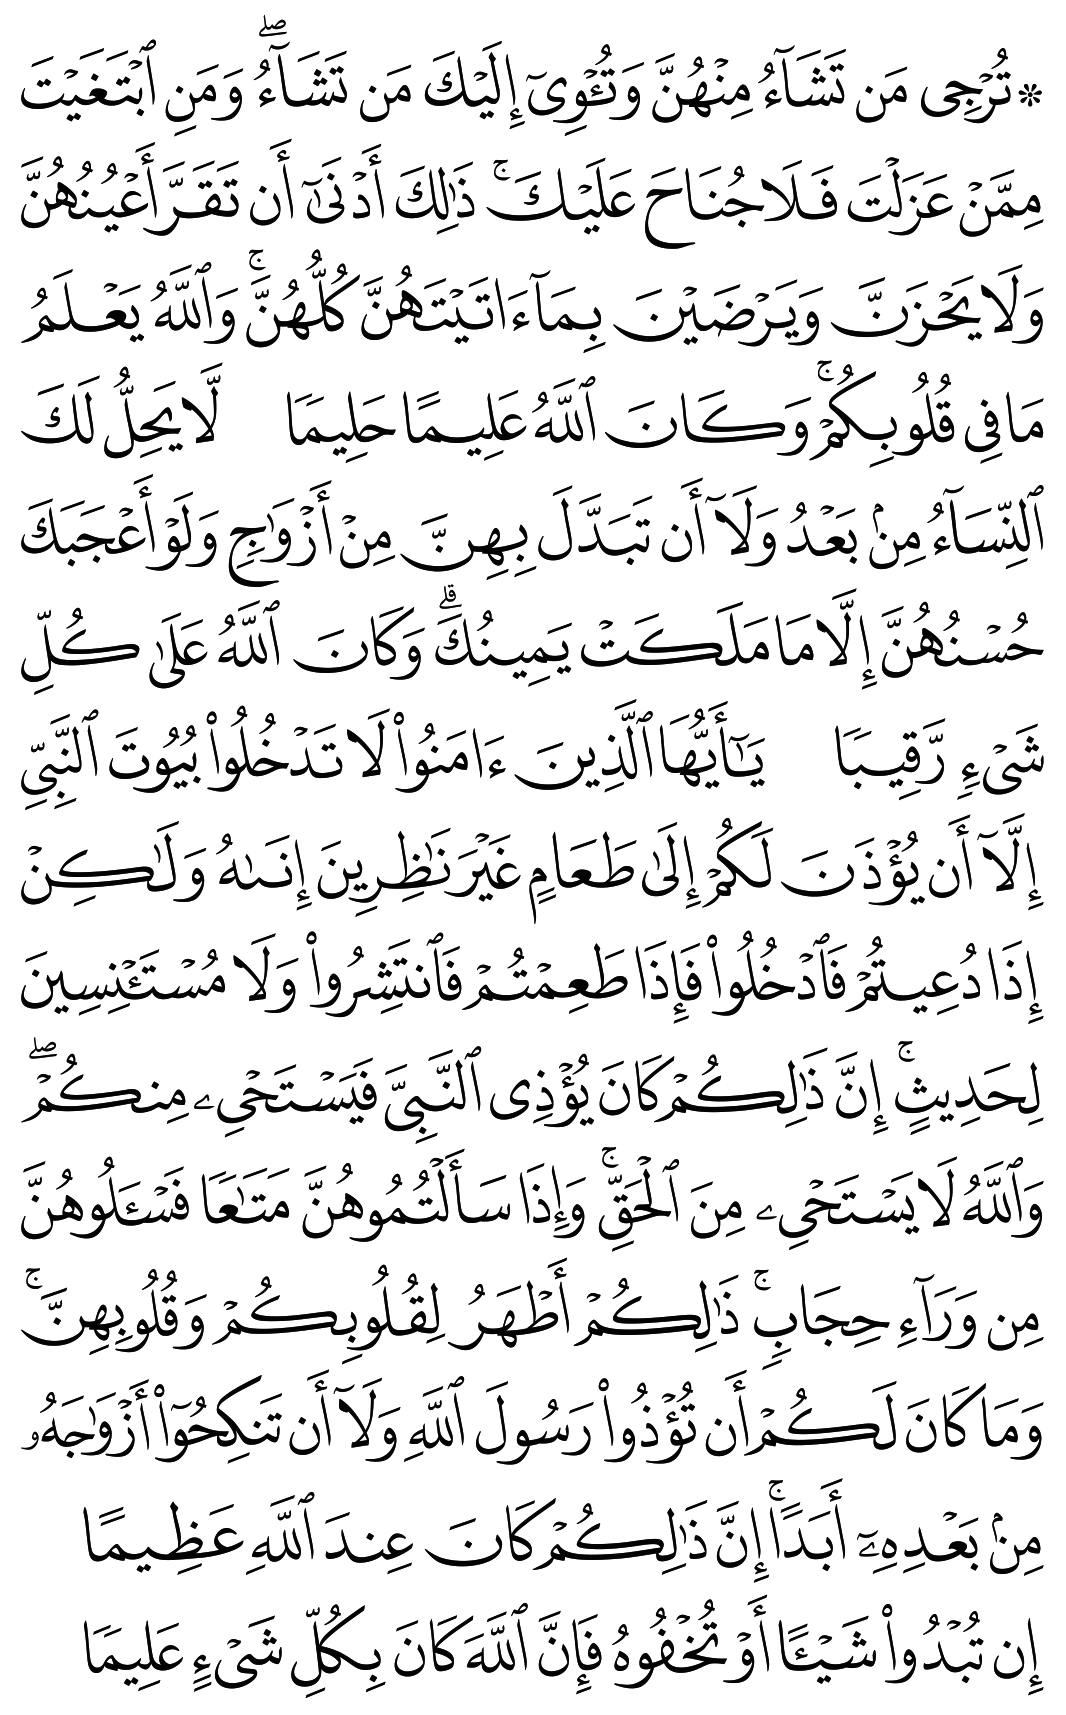 * تُرْجِى مَن تَشَآءُ مِنْهُنَّ وَتُـْٔوِىٓ إِلَيْكَ مَن تَشَآءُ ۖ وَمَنِ ٱبْتَغَيْتَ
مِمَّنْ عَزَلْتَ فَلَا جُنَاحَ عَلَيْكَ ۚ ذَٰلِكَ أَدْنَىٰٓ أَن تَقَرَّ أَعْيُنُهُنَّ
وَلَا يَحْزَنَّ وَيَرْضَيْنَ بِمَآ ءَاتَيْتَهُنَّ كُلُّهُنَّ ۚ وَٱللَّهُ يَعْلَمُ
مَا فِى قُلُوبِكُمْ ۚ وَكَانَ ٱللَّهُ عَلِيمًا حَلِيمًا لَّا يَحِلُّ لَكَ
ٱلنِّسَآءُ مِنۢ بَعْدُ وَلَآ أَن تَبَدَّلَ بِهِنَّ مِنْ أَزْوَٰجٍ وَلَوْ أَعْجَبَكَ
حُسْنُهُنَّ إِلَّا مَا مَلَكَتْ يَمِينُكَ ۗ وَكَانَ ٱللَّهُ عَلَىٰ كُلِّ
شَىْءٍ رَّقِيبًا يَـٰٓأَيُّهَا ٱلَّذِينَ ءَامَنُوا۟ لَا تَدْخُلُوا۟ بُيُوتَ ٱلنَّبِىِّ
إِلَّآ أَن يُؤْذَنَ لَكُمْ إِلَىٰ طَعَامٍ غَيْرَ نَـٰظِرِينَ إِنَىٰهُ وَلَـٰكِنْ
إِذَا دُعِيتُمْ فَٱدْخُلُوا۟ فَإِذَا طَعِمْتُمْ فَٱنتَشِرُوا۟ وَلَا مُسْتَـْٔنِسِينَ
لِحَدِيثٍ ۚ إِنَّ ذَٰلِكُمْ كَانَ يُؤْذِى ٱلنَّبِىَّ فَيَسْتَحْىِۦ مِنكُمْ ۖ
وَٱللَّهُ لَا يَسْتَحْىِۦ مِنَ ٱلْحَقِّ ۚ وَإِذَا سَأَلْتُمُوهُنَّ مَتَـٰعًا فَسْـَٔلُوهُنَّ
مِن وَرَآءِ حِجَابٍ ۚ ذَٰلِكُمْ أَطْهَرُ لِقُلُوبِكُمْ وَقُلُوبِهِنَّ ۚ
وَمَا كَانَ لَكُمْ أَن تُؤْذُوا۟ رَسُولَ ٱللَّهِ وَلَآ أَن تَنكِحُوٓا۟ أَزْوَٰجَهُۥ
مِنۢ بَعْدِهِۦٓ أَبَدًا ۚ إِنَّ ذَٰلِكُمْ كَانَ عِندَ ٱللَّهِ عَظِيمًا
إِن تُبْدُوا۟ شَيْـًٔا أَوْ تُخْفُوهُ فَإِنَّ ٱللَّهَ كَانَ بِكُلِّ شَىْءٍ عَلِيمًا